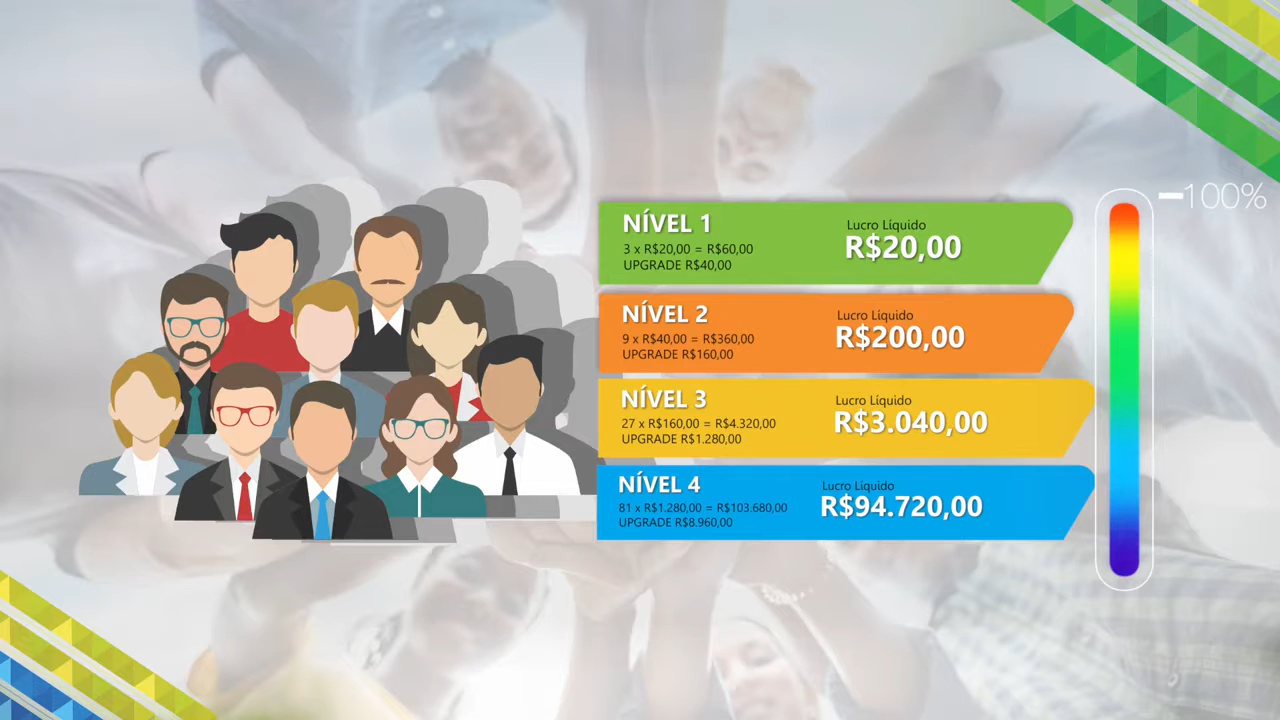 100%
NÍVEL 1
3 x R$20,00 = R$60,00
UPGRADE R$40,00
Lucro Líquido
R$20,00
NÍVEL 2
9 x R$40,00 = R$360,00
UPGRADE R$160,00
Lucro Líquido
R$200,00
NÍVEL 3
27 x R$160,00 = R$4.320,00
UPGRADE R$1.280,00
Lucro Líquido
R$3.040,00
NÍVEL 4
81 x R$1.280,00 = R$103.680,00
UPGRADE R$8.960,00
Lucro Líquido
R$94.720,00